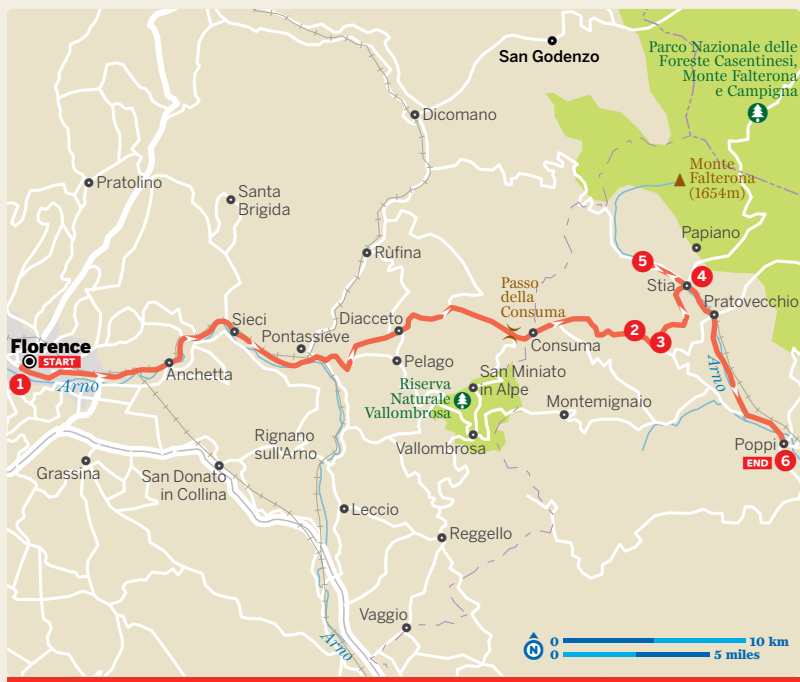 San Godenzo
Parco Nazionale delle
Foreste Casentinesi,
Monte Falterona
e Campigna
Dicomano
Pratolino
Santa
Brigida
Monte
Falterona
(1654m)
Papiano
Rùfina
5
4
Stia
Passo
della
Consuma
Pratovecchio
Sieci
Diacceto
Pontassieve
2
3
Consuma
Florence
START
1
Arno
Anchetta
Pelago
San Miniato
in Alpe
Arno
Riserva
Naturale
Vallombrosa
Montemignaio
Rignano
sull'Arno
Vallombrosa
Poppi
END 6
Grassina
San Donato
in Collina
Leccio
Reggello
Vaggio
Arno
N
0 10 km
0 5 miles